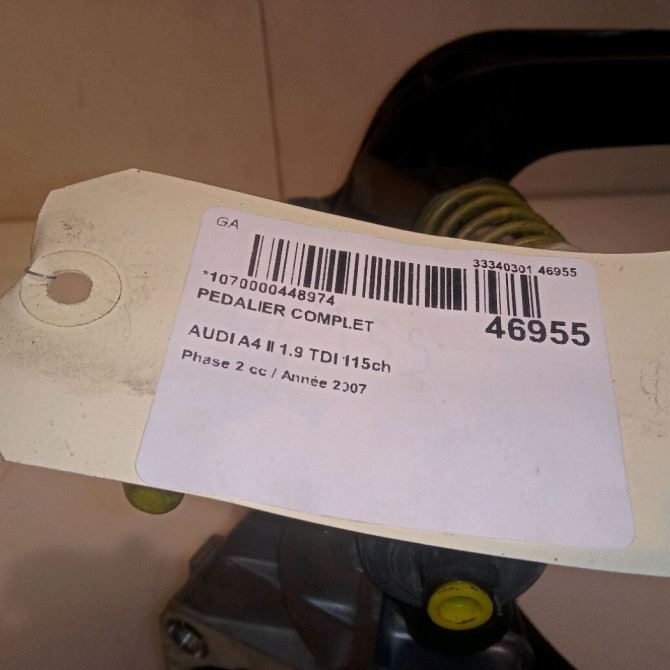 GA
33340301 46955
*1070000448974
46955
PEDALIER COMPLET
AUDI A4 II 1.9 TDI 115ch
Phase 2 cc / Année 2007